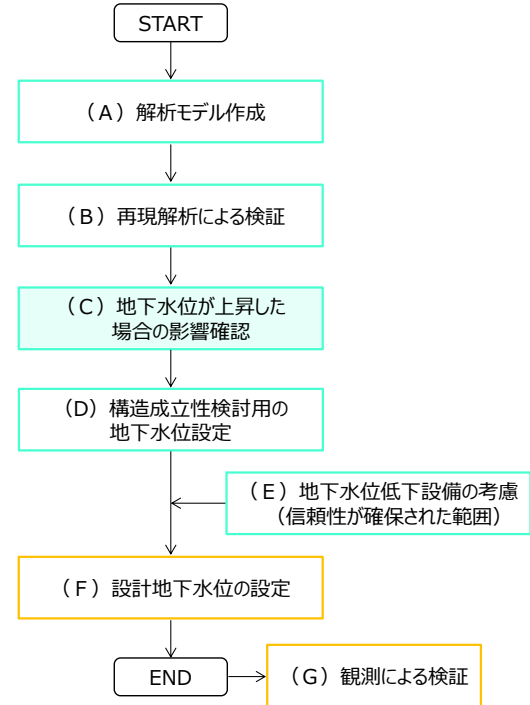 START
（A）解析モデル作成
（B）再現解析による検証
（C）地下水位が上昇した
場合の影響確認
（D）構造成立性検討用の
地下水位設定
（E）地下水位低下設備の考慮
（信頼性が確保された範囲）
（F）設計地下水位の設定
END
（G）観測による検証